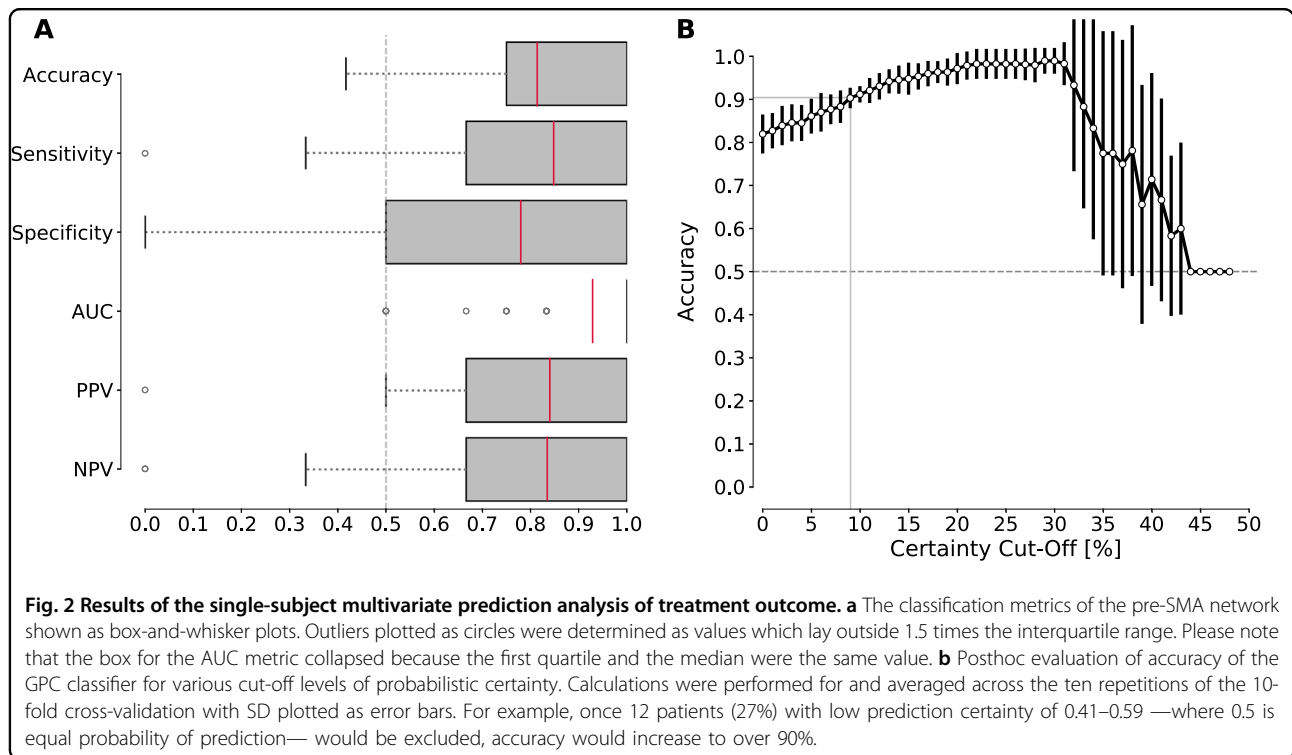 A
Accuracy
Sensitivity
Specificity
AUC
PPV
NPV
0.0 0.1 0.2 0.3 0.4 0.5 0.6 0.7 0.8 0.9 1.0
B
1.0
0.9
0.8
0.7
0.6
0.5
0.4
0.3
0.2
0.1
0.0
Accuracy
0 5 10 15 20 25 30 35 40 45 50
Certainty Cut-Off [%]
Fig. 2 Results of the single-subject multivariate prediction analysis of treatment outcome. a The classification metrics of the pre-SMA network
shown as box-and-whisker plots. Outliers plotted as circles were determined as values which lay outside 1.5 times the interquartile range. Please note
that the box for the AUC metric collapsed because the first quartile and the median were the same value. b Posthoc evaluation of accuracy of the
GPC classifier for various cut-off levels of probabilistic certainty. Calculations were performed for and averaged across the ten repetitions of the 10-
fold cross-validation with SD plotted as error bars. For example, once 12 patients (27%) with low prediction certainty of 0.41–0.59 —where 0.5 is
equal probability of prediction— would be excluded, accuracy would increase to over 90%.